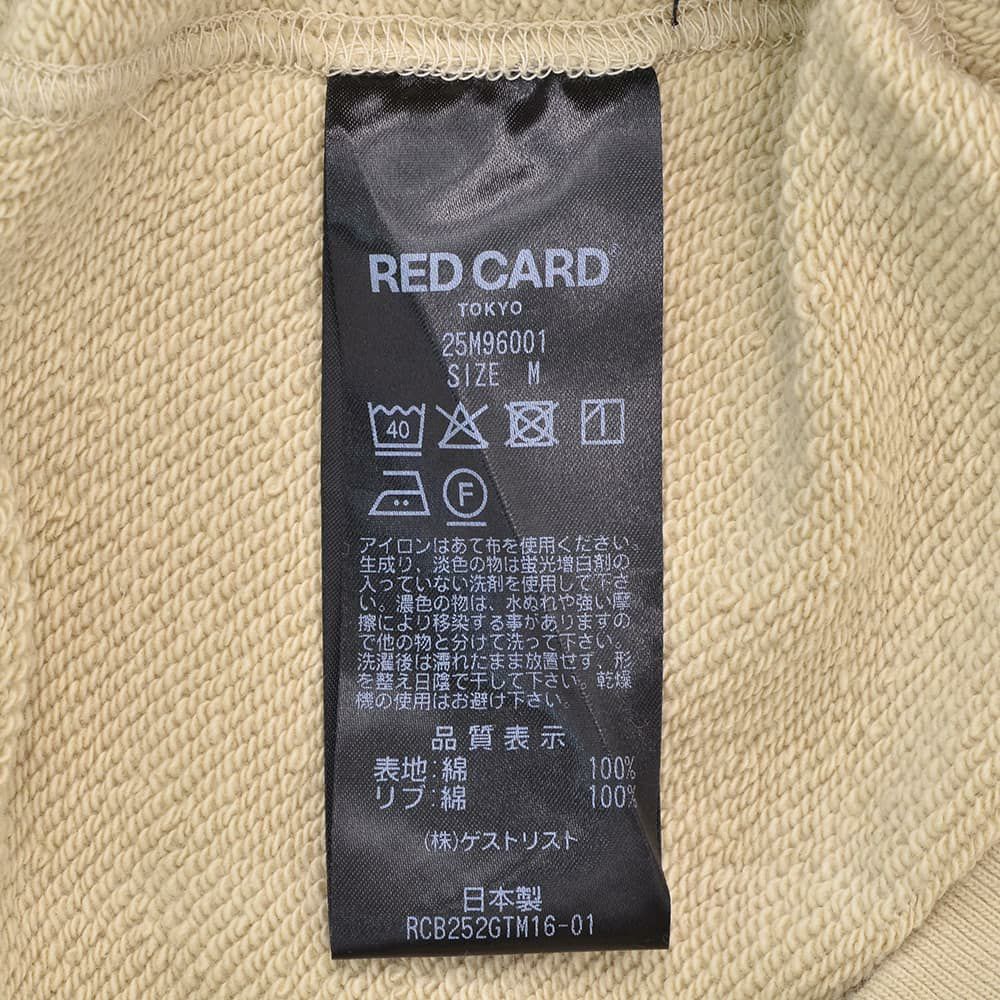 RED CARD®
TOKYO
25M96001
SIZE M
40
F
アイロンはあて布を使用ください。
生成り、淡色の物は蛍光増白剤の
入っていない洗剤を使用して下さ
い。濃色の物は、水ぬれや強い摩
擦により移染する事がありますの
で他の物と分けて洗って下さい。
洗濯後は濡れたまま放置せず、形
を整え日陰で干して下さい。乾燥
機の使用はお避け下さい。
品質表示
表地:綿 100%
リブ:綿 100%
(株)ゲストリスト
日本製
RCB252GTM16-01